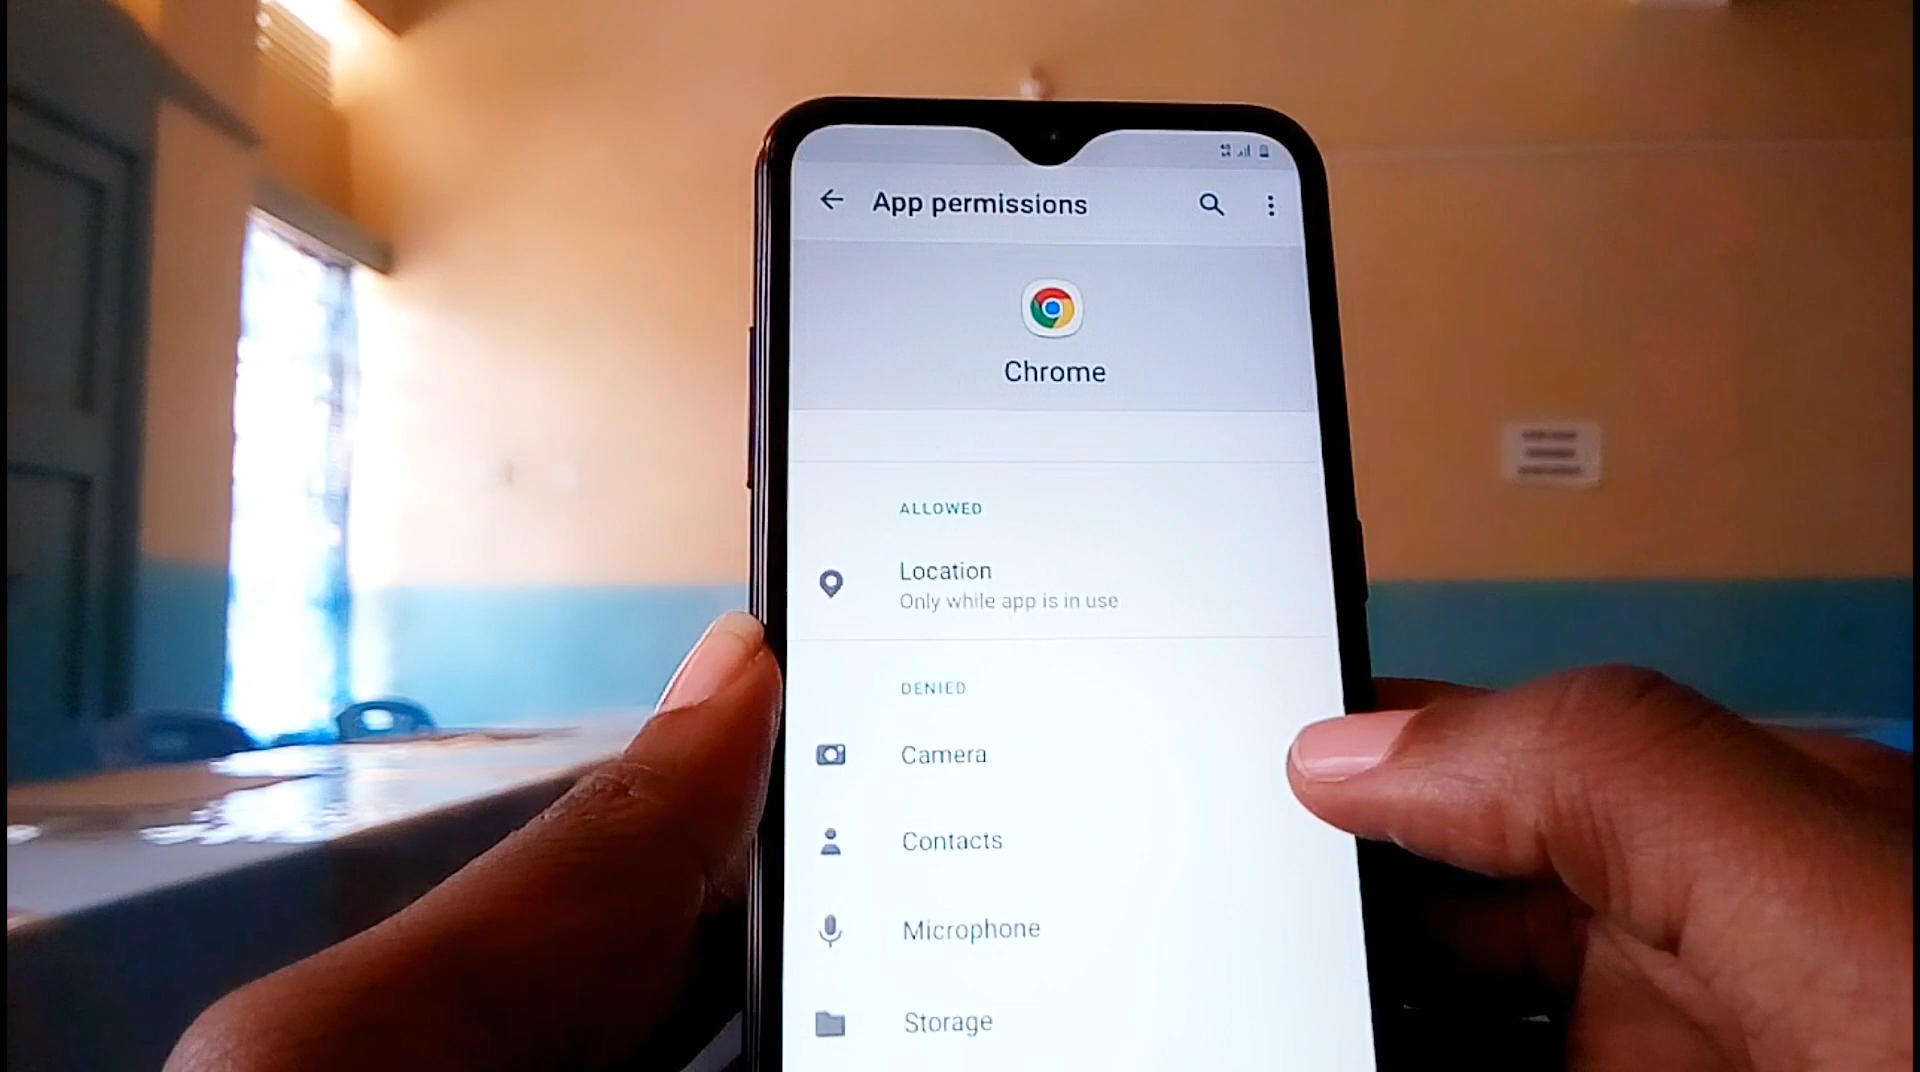 App permissions
Chrome
ALLOWED
Location
Only while app is in use
DENIED
Camera
Contacts
Microphone
Storage